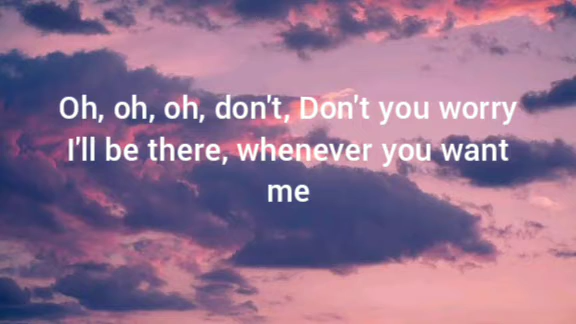 Oh, oh, oh, don't, Don't you worry
I'll be there, whenever you want
me